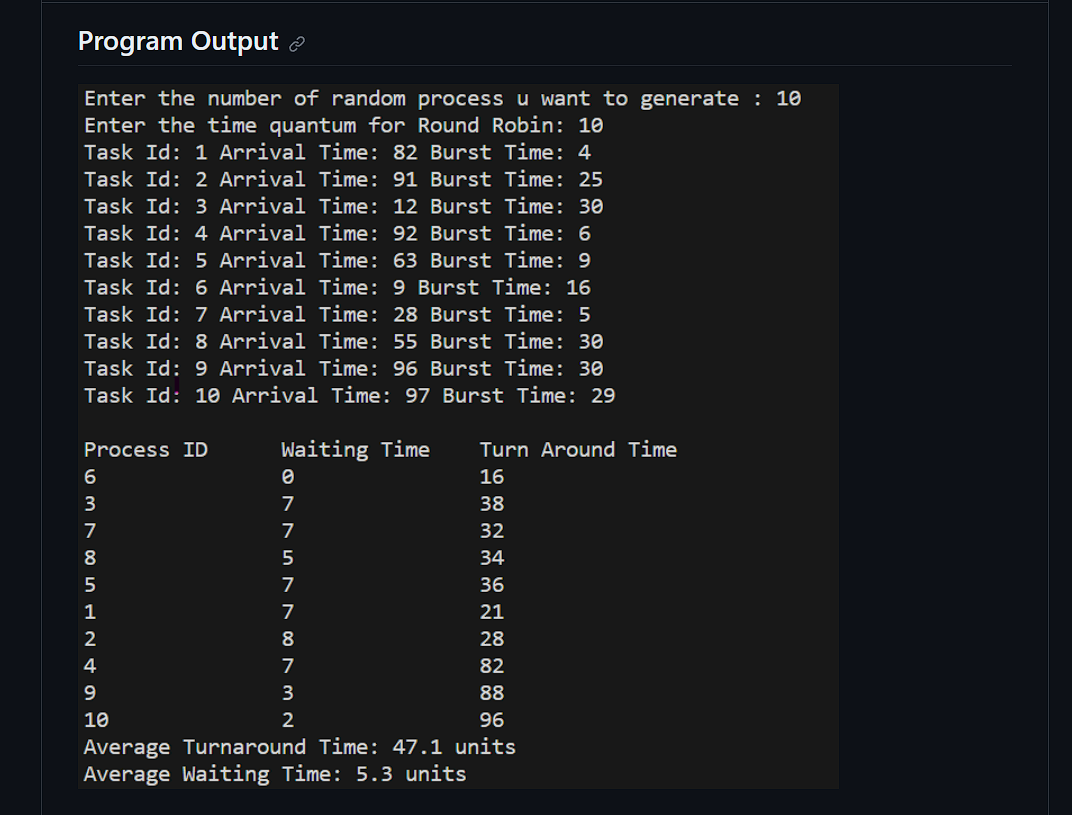 Program Output
Enter the number of random process u want to generate : 10
Enter the time quantum for Round Robin: 10
Task Id: 1 Arrival Time: 82 Burst Time: 4
Task Id: 2 Arrival Time: 91 Burst Time: 25
Task Id: 3 Arrival Time: 12 Burst Time: 30
Task Id: 4 Arrival Time: 92 Burst Time: 6
Task Id: 5 Arrival Time: 63 Burst Time: 9
Task Id: 6 Arrival Time: 9 Burst Time: 16
Task Id: 7 Arrival Time: 28 Burst Time: 5
Task Id: 8 Arrival Time: 55 Burst Time: 30
Task Id: 9 Arrival Time: 96 Burst Time: 30
Task Id: 10 Arrival Time: 97 Burst Time: 29
Process ID Waiting Time Turn Around Time
6 0 16
3 7 38
7 7 32
8 5 34
5 7 36
1 7 21
2 8 28
4 7 82
9 3 88
10 2 96
Average Turnaround Time: 47.1 units
Average Waiting Time: 5.3 units